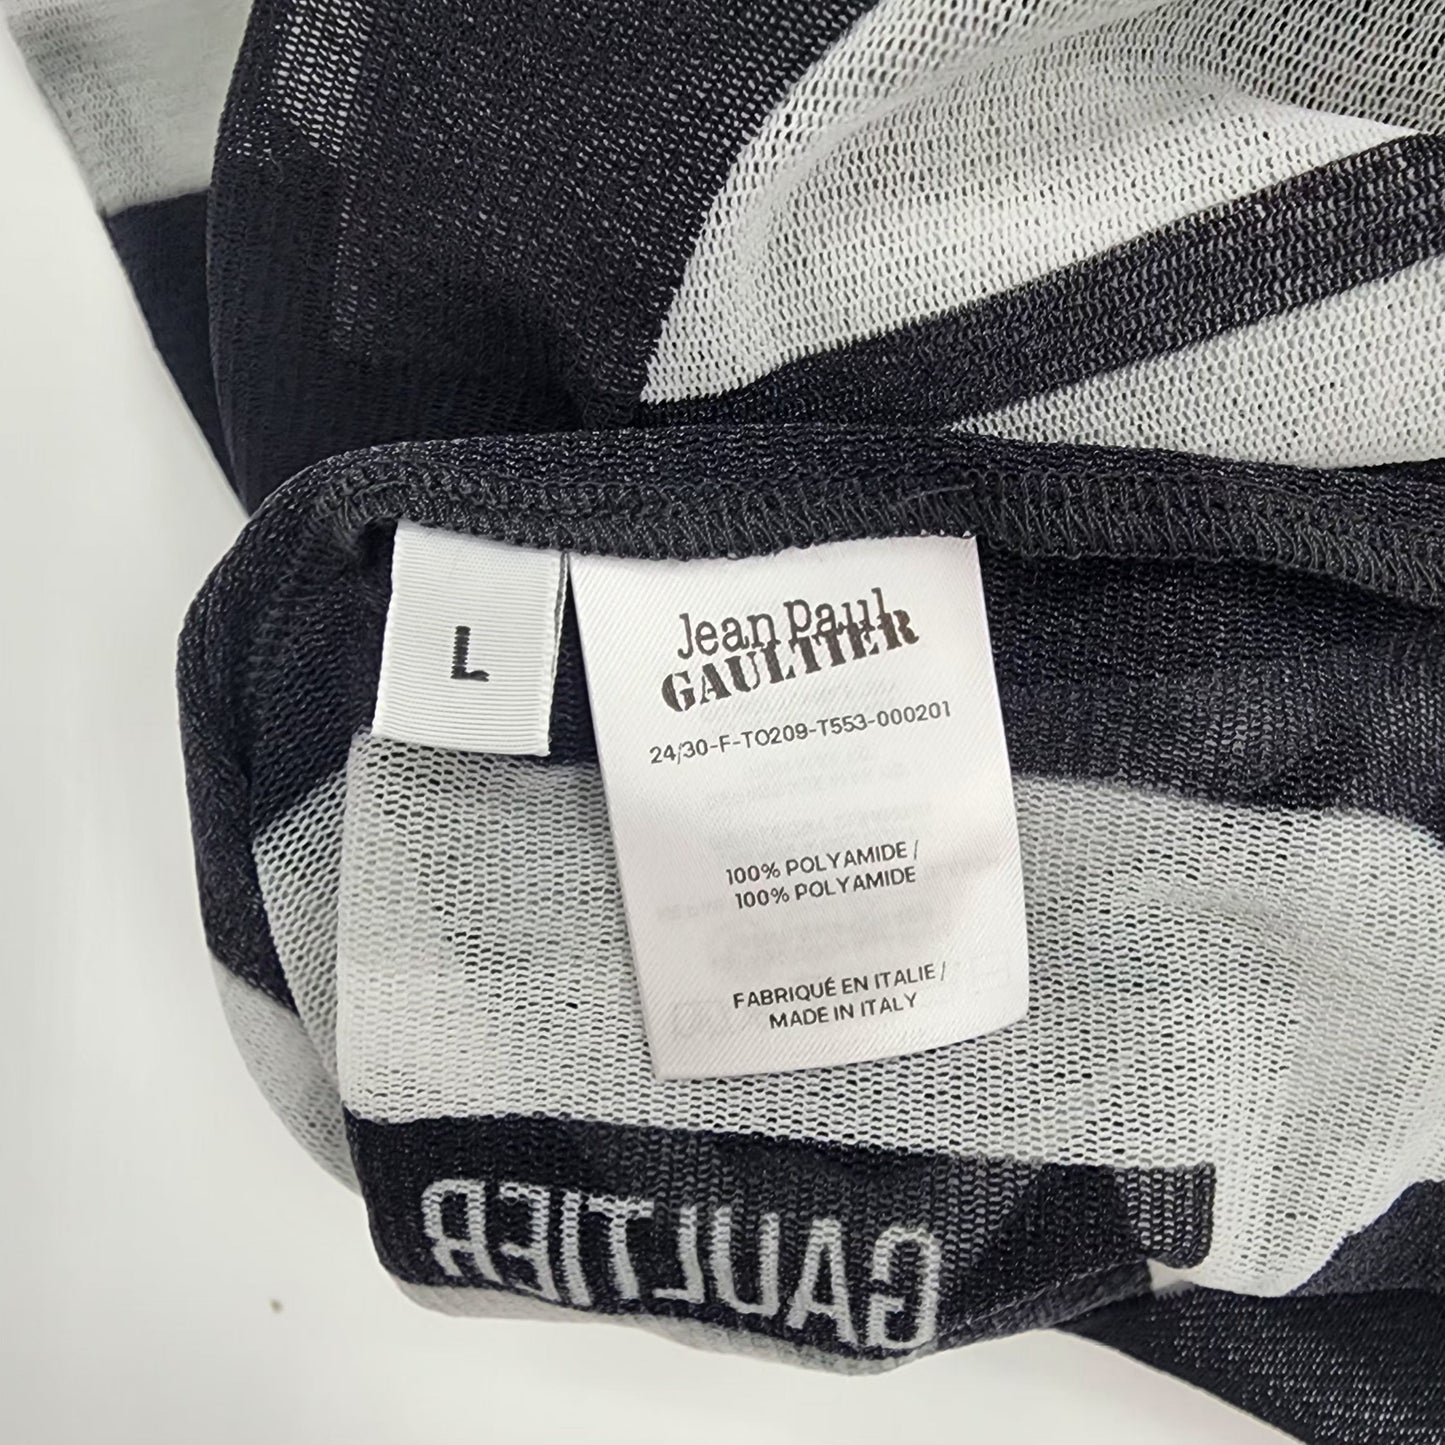 L
Jean Paul
GAULTIER
24/30-F-TO209-T553-000201
100% POLYAMIDE /
100% POLYAMIDE
FABRIQUÉ EN ITALIE /
MADE IN ITALY
GAULTIER